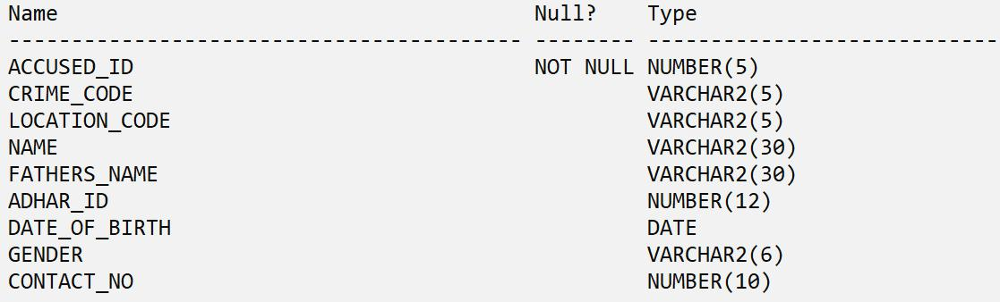 Name Null? Type
----------------------------------------- -------- ----------------------------
ACCUSED_ID NOT NULL NUMBER(5)
CRIME_CODE VARCHAR2(5)
LOCATION_CODE VARCHAR2(5)
NAME VARCHAR2(30)
FATHERS_NAME VARCHAR2(30)
ADHAR_ID NUMBER(12)
DATE_OF_BIRTH DATE
GENDER VARCHAR2(6)
CONTACT_NO NUMBER(10)